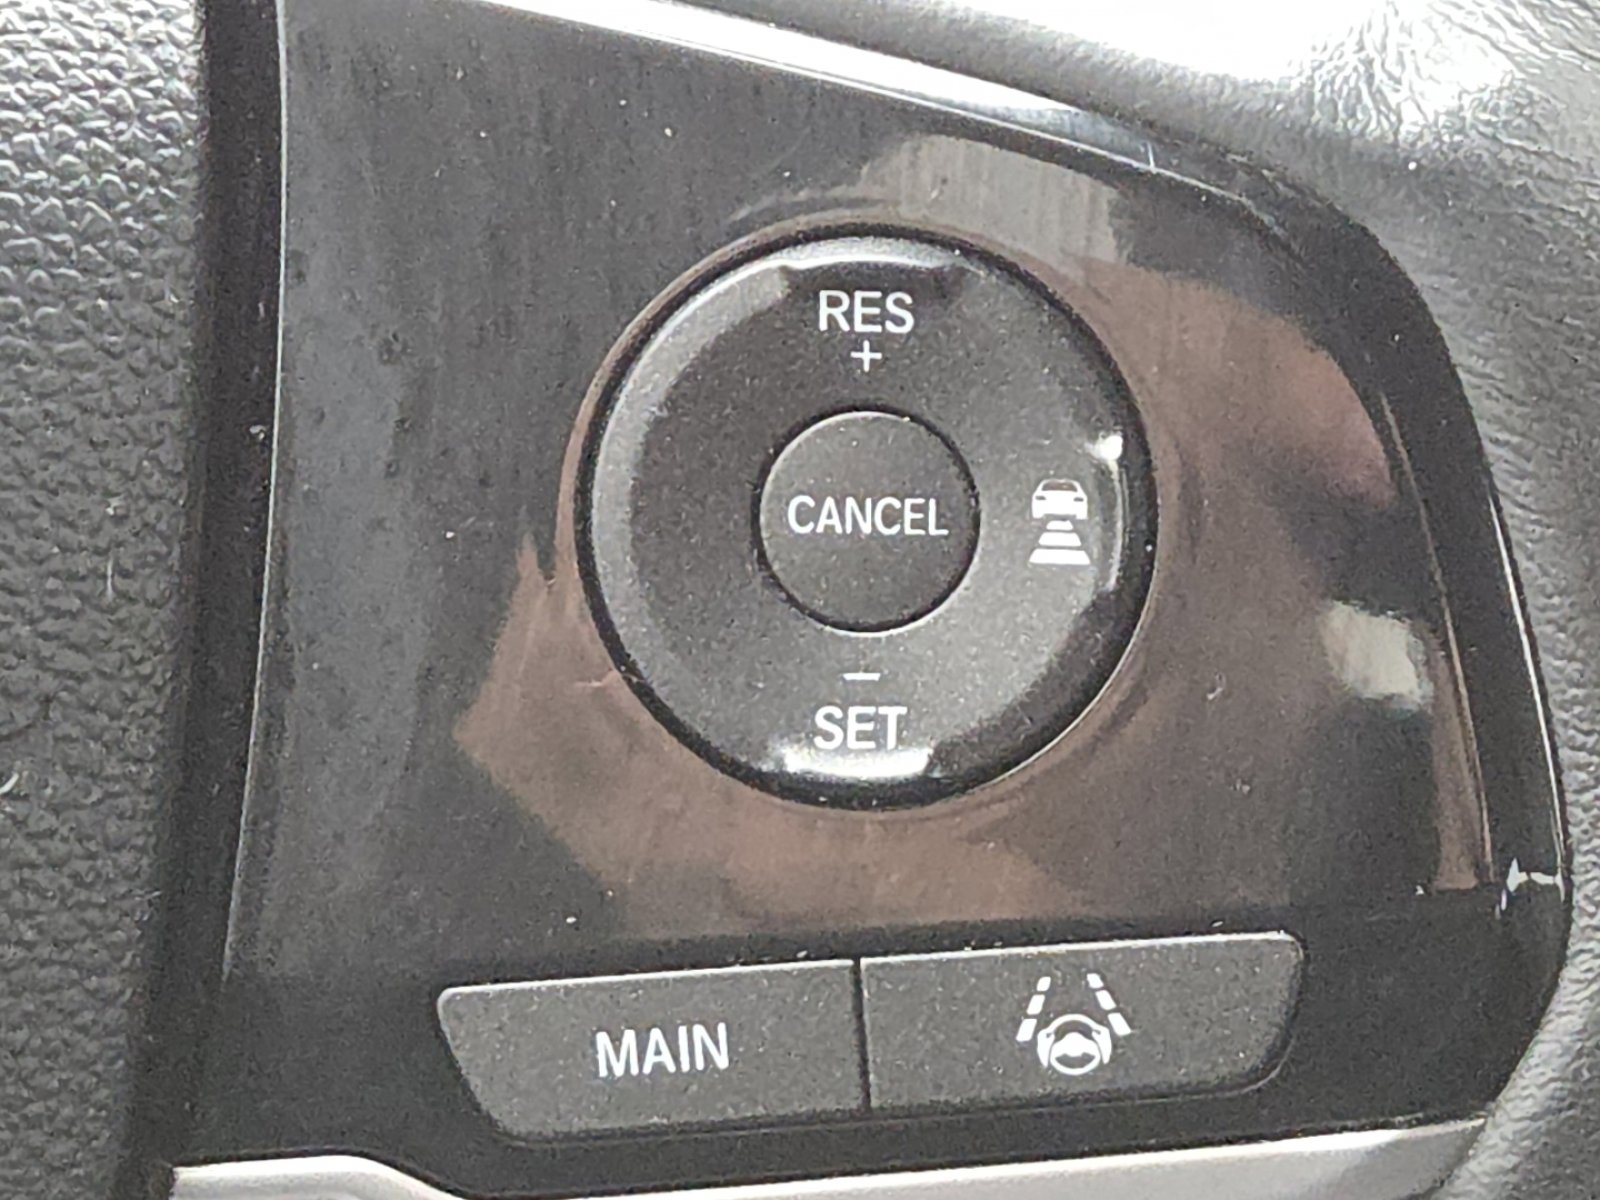 RES
+
CANCEL
−
SET
MAIN